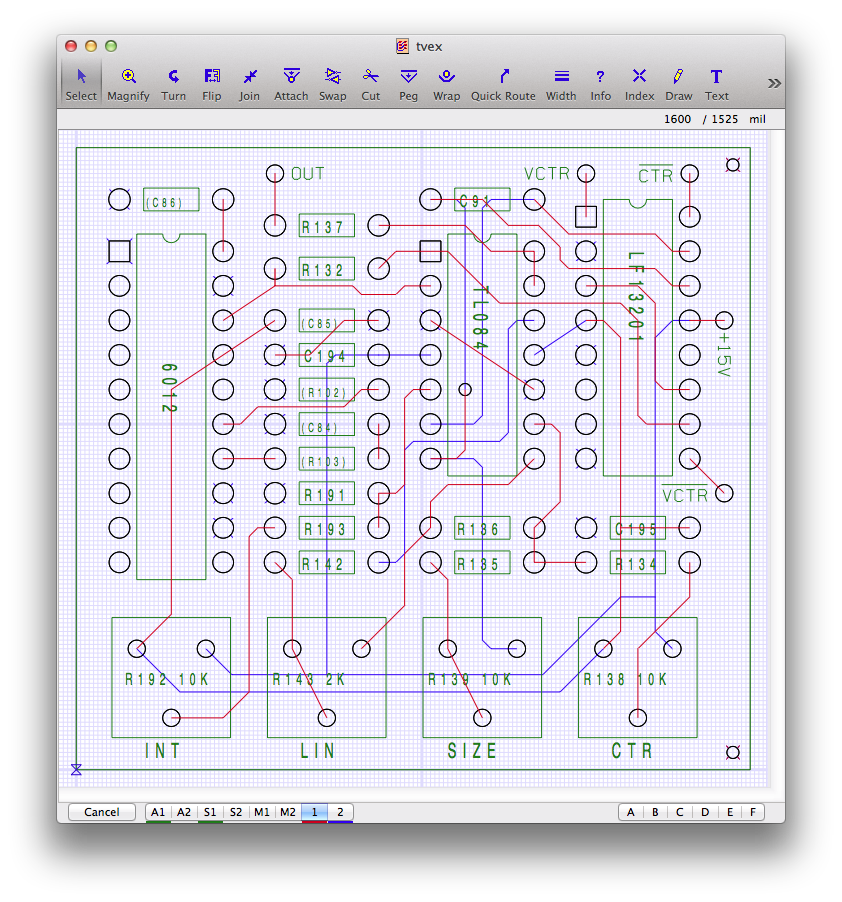 tvex
Select Magnify Turn Flip Join Attach Swap Cut Peg Wrap Quick Route Width Info Index Draw Text »
1600 / 1525 mil
OUT VCTR CTR
(C86) C91
R137
R132
LF13201
TL084
(C85)
+15V
C194
6012
(R102)
(C84)
(R103)
R191 VCTR
R193 R136 C195
R142 R135 R134
R192 10K R143 2K R139 10K R138 10K
INT LIN SIZE CTR
Cancel A1 A2 S1 S2 M1 M2 1 2 A B C D E F